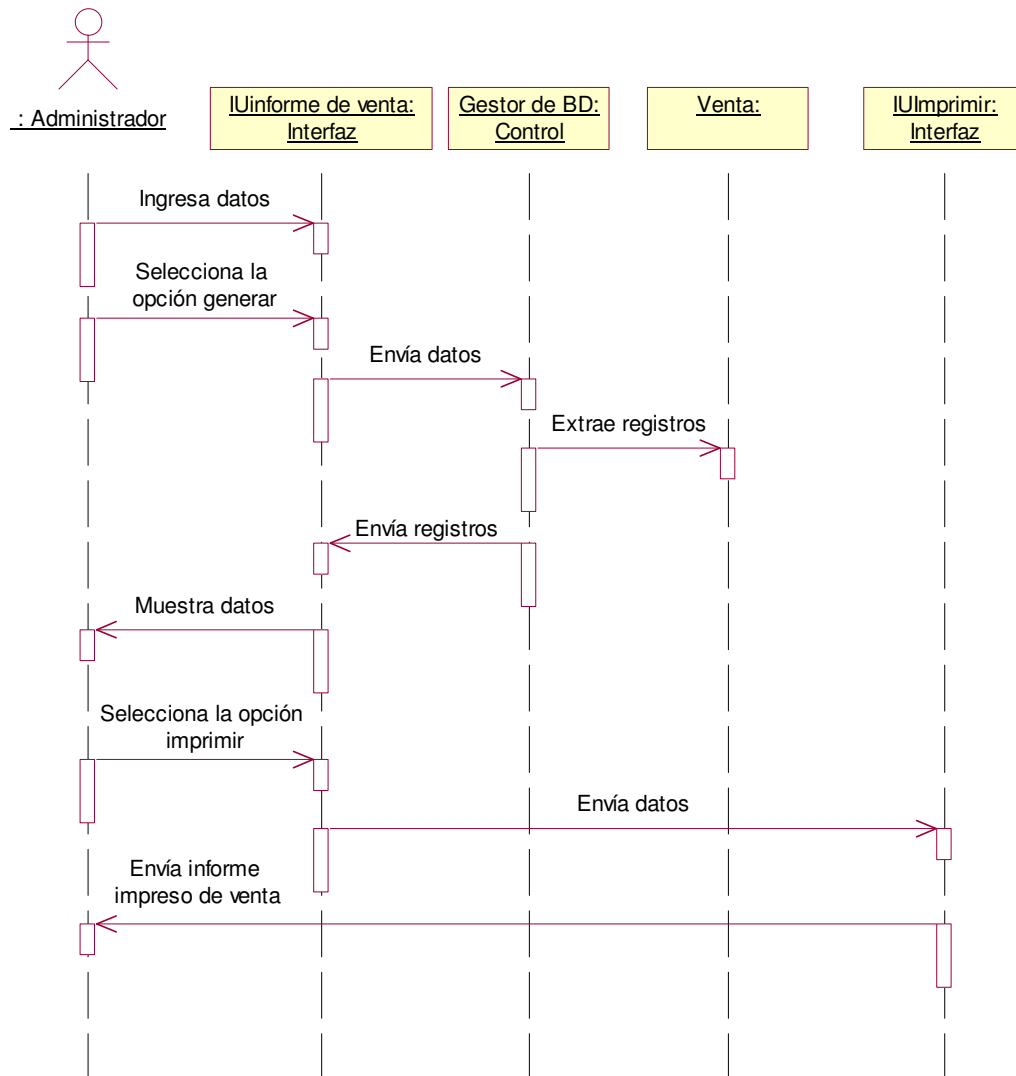 : Administrador
IUinforme de venta:
Interfaz
Gestor de BD:
Control
Venta:
IUImprimir:
Interfaz
Ingresa datos
Selecciona la
opción generar
Envía datos
Extrae registros
Envía registros
Muestra datos
Selecciona la opción
imprimir
Envía datos
Envía informe
impreso de venta